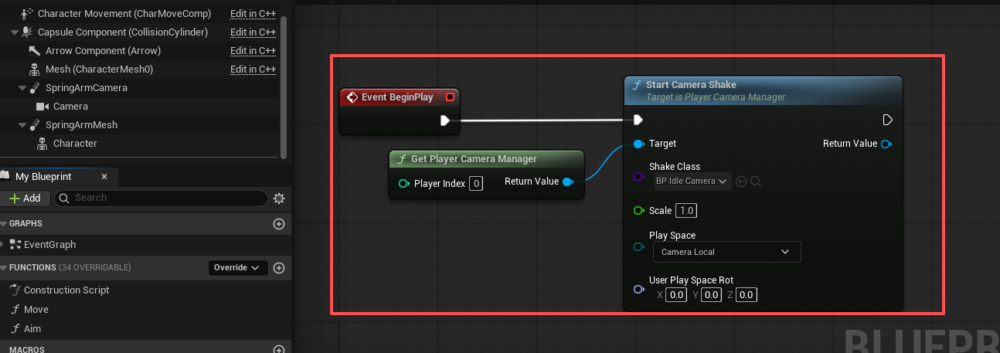 Character Movement (CharMoveComp) Edit in C++
Capsule Component (CollisionCylinder) Edit in C++
Arrow Component (Arrow) Edit in C++
Mesh (CharacterMesh0) Edit in C++
SpringArmCamera
Camera
SpringArmMesh
Character
My Blueprint
Add
Search
GRAPHS
EventGraph
FUNCTIONS (34 OVERRIDABLE) Override
Construction Script
Move
Aim
MACROS
Event BeginPlay
Get Player Camera Manager
Player Index 0 Return Value
Start Camera Shake
Target is Player Camera Manager
Target Return Value
Shake Class
BP Idle Camera
Scale 1.0
Play Space
Camera Local
User Play Space Rot
X 0.0 Y 0.0 Z 0.0